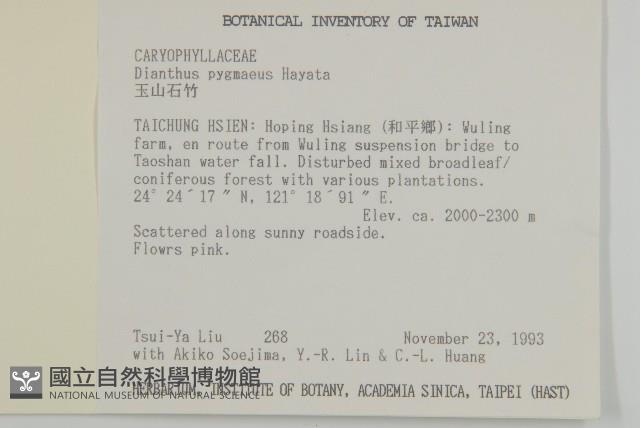 BOTANICAL INVENTORY OF TAIWAN
CARYOPHYLLACEAE
Dianthus pygmaeus Hayata
玉山石竹
TAICHUNG HSIEN: Hoping Hsiang (和平鄉): Wuling
farm, en route from Wuling suspension bridge to
Taoshan water fall. Disturbed mixed broadleaf/
coniferous forest with various plantations.
24° 24′17 ″ N, 121° 18′91 ″ E.
Elev. ca. 2000-2300 m
Scattered along sunny roadside.
Flowrs pink.
Tsui-Ya Liu 268 November 23, 1993
with Akiko Soejima, Y.-R. Lin & C.-L. Huang
國立自然科學博物館
NATIONAL MUSEUM OF NATURAL SCIENCE
HERBARIUM, INSTITUTE OF BOTANY, ACADEMIA SINICA, TAIPEI (HAST)